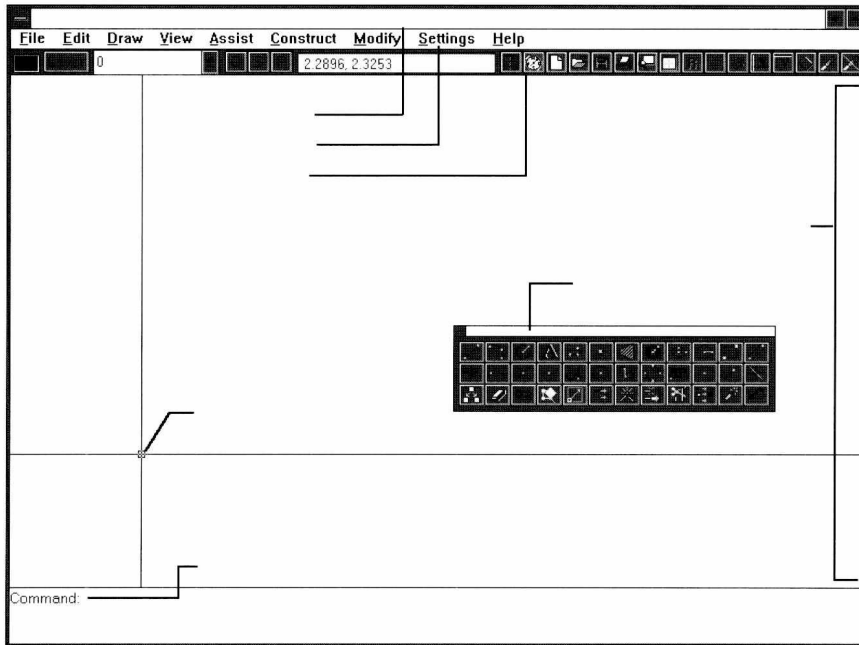 File Edit Draw View Assist Construct Modify Settings Help
0 2.2896, 2.3253
Command: